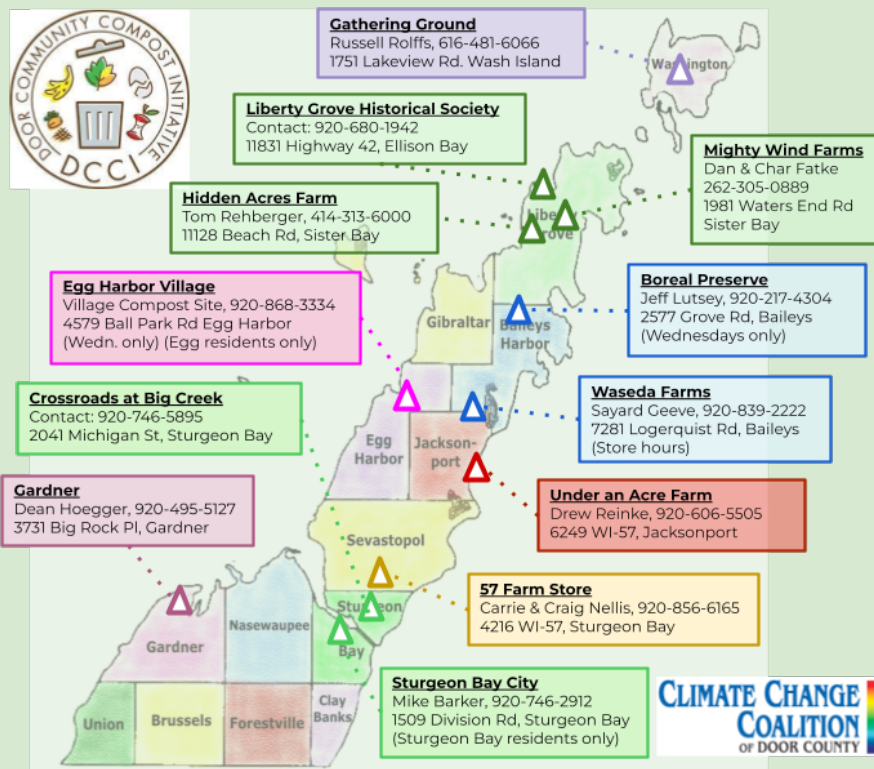 DOOR COMMUNITY COMPOST INITIATIVE
DCCI
Gathering Ground
Russell Rolffs, 616-481-6066
1751 Lakeview Rd. Wash Island
Washington
Liberty Grove Historical Society
Contact: 920-680-1942
11831 Highway 42, Ellison Bay
Mighty Wind Farms
Dan & Char Fatke
262-305-0889
1981 Waters End Rd
Sister Bay
Hidden Acres Farm
Tom Rehberger, 414-313-6000
11128 Beach Rd, Sister Bay
Liberty
Grove
Egg Harbor Village
Village Compost Site, 920-868-3334
4579 Ball Park Rd Egg Harbor
(Wedn. only) (Egg residents only)
Boreal Preserve
Jeff Lutsey, 920-217-4304
2577 Grove Rd, Baileys
(Wednesdays only)
Gibraltar
Baileys
Harbor
Crossroads at Big Creek
Contact: 920-746-5895
2041 Michigan St, Sturgeon Bay
Waseda Farms
Sayard Geeve, 920-839-2222
7281 Logerquist Rd, Baileys
(Store hours)
Egg
Harbor
Jackson-
port
Gardner
Dean Hoegger, 920-495-5127
3731 Big Rock Pl, Gardner
Under an Acre Farm
Drew Reinke, 920-606-5505
6249 WI-57, Jacksonport
Sevastopol
57 Farm Store
Carrie & Craig Nellis, 920-856-6165
4216 WI-57, Sturgeon Bay
Sturgeon
Bay
Nasewaupee
Gardner
Sturgeon Bay City
Mike Barker, 920-746-2912
1509 Division Rd, Sturgeon Bay
(Sturgeon Bay residents only)
Union
Brussels
Forestville
Clay
Banks
CLIMATE CHANGE
COALITION
OF DOOR COUNTY